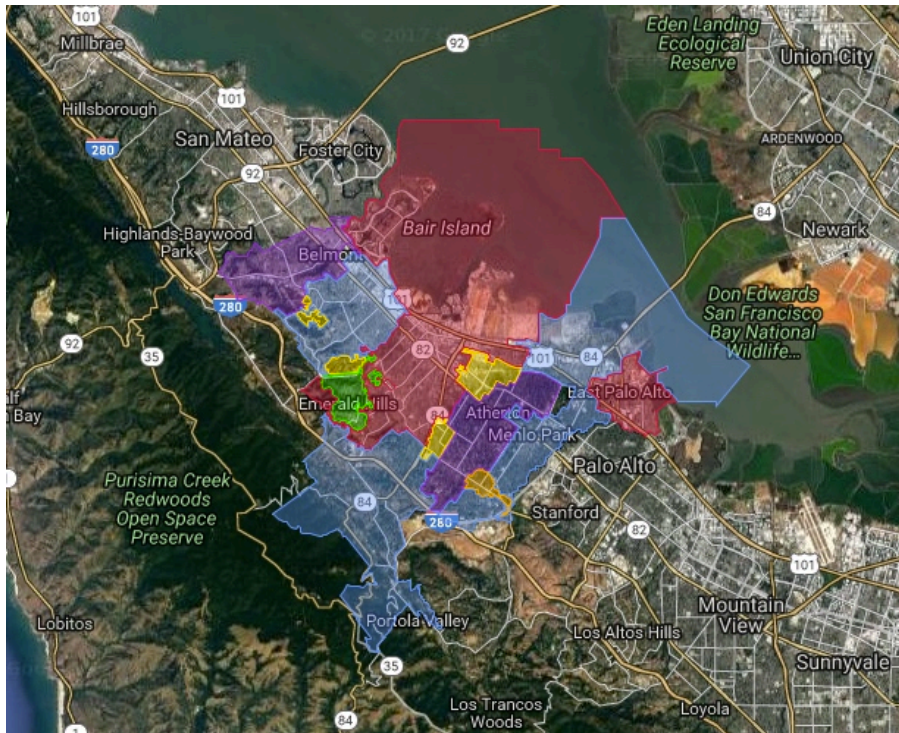 101
Millbrae
92
Eden Landing
Ecological
Reserve
Union City
Hillsborough
101
San Mateo
ARDENWOOD
280
Foster City
92
84
Bair Island
Newark
Highlands-Baywood
Park
Belmont
280
101
Don Edwards
San Francisco
Bay National
Wildlife...
92
35
82
101
84
Emerald Hills
East Palo Alto
Atherton
84
Menlo Park
n Bay
Palo Alto
Purisima Creek
Redwoods
Open Space
Preserve
84
280
Stanford
82
101
Mountain
View
Lobitos
Portola Valley
Los Altos Hills
35
Sunnyvale
Los Trancos
Woods
Loyola
84
1